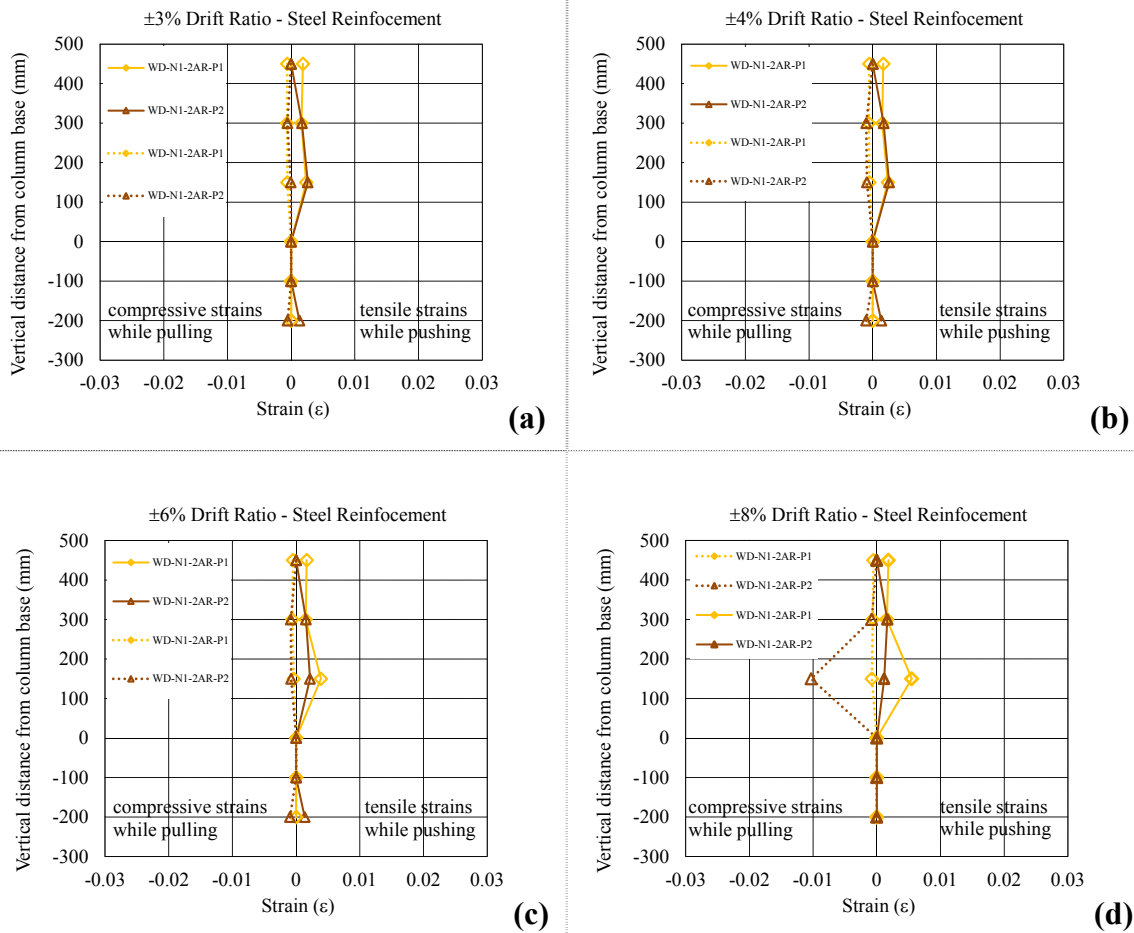 ±3% Drift Ratio - Steel Reinfocement
Vertical distance from column base (mm)
500
400
300
200
100
0
-100
-200
-300
WD-N1-2AR-P1
WD-N1-2AR-P2
WD-N1-2AR-P1
WD-N1-2AR-P2
compressive strains
while pulling
tensile strains
while pushing
-0.03
-0.02
-0.01
0
0.01
0.02
0.03
Strain (ε)
(a)
±4% Drift Ratio - Steel Reinfocement
Vertical distance from column base (mm)
500
400
300
200
100
0
-100
-200
-300
WD-N1-2AR-P1
WD-N1-2AR-P2
WD-N1-2AR-P1
WD-N1-2AR-P2
compressive strains
while pulling
tensile strains
while pushing
-0.03
-0.02
-0.01
0
0.01
0.02
0.03
Strain (ε)
(b)
±6% Drift Ratio - Steel Reinfocement
Vertical distance from column base (mm)
500
400
300
200
100
0
-100
-200
-300
WD-N1-2AR-P1
WD-N1-2AR-P2
WD-N1-2AR-P1
WD-N1-2AR-P2
compressive strains
while pulling
tensile strains
while pushing
-0.03
-0.02
-0.01
0
0.01
0.02
0.03
Strain (ε)
(c)
±8% Drift Ratio - Steel Reinfocement
Vertical distance from column base (mm)
500
400
300
200
100
0
-100
-200
-300
WD-N1-2AR-P1
WD-N1-2AR-P2
WD-N1-2AR-P1
WD-N1-2AR-P2
compressive strains
while pulling
tensile strains
while pushing
-0.03
-0.02
-0.01
0
0.01
0.02
0.03
Strain (ε)
(d)